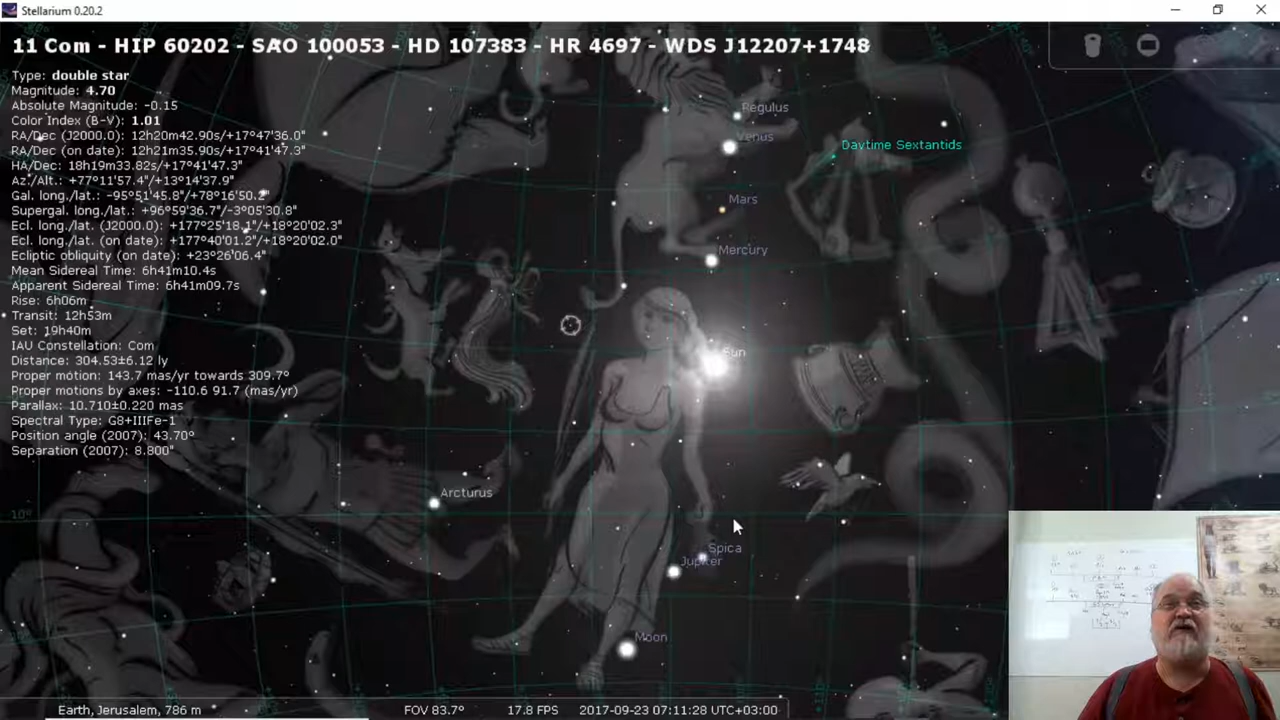 Stellarium 0.20.2
11 Com - HIP 60202 - SAO 100053 - HD 107383 - HR 4697 - WDS J12207+1748
Type: double star
Magnitude: 4.70
Absolute Magnitude: -0.15
Color Index (B-V): 1.01
RA/Dec (J2000.0): 12h20m42.90s/+17°47'36.0"
RA/Dec (on date): 12h21m35.90s/+17°41'47.3"
HA/Dec: 18h19m33.82s/+17°41'47.3"
Az./Alt.: +77°11'57.4"/+13°14'37.9"
Gal. long./lat.: -95°51'45.8"/+78°16'50.2"
Supergal. long./lat.: +96°59'36.7"/-3°05'30.8"
Ecl. long./lat. (J2000.0): +177°25'18.1"/+18°20'02.3"
Ecl. long./lat. (on date): +177°40'01.2"/+18°20'02.0"
Ecliptic obliquity (on date): +23°26'06.4"
Mean Sidereal Time: 6h41m10.4s
Apparent Sidereal Time: 6h41m09.7s
Rise: 6h06m
Transit: 12h53m
Set: 19h40m
IAU Constellation: Com
Distance: 304.53±6.12 ly
Proper motion: 143.7 mas/yr towards 309.7°
Proper motions by axes: -110.6 91.7 (mas/yr)
Parallax: 10.710±0.220 mas
Spectral Type: G8+IIIFe-1
Position angle (2007): 43.70°
Separation (2007): 8.800"
Regulus
Venus
Daytime Sextantids
Mars
Mercury
Sun
Arcturus
10°
Spica
Jupiter
Moon
Earth, Jerusalem, 786 m
FOV 83.7°
17.8 FPS
2017-09-23 07:11:28 UTC+03:00